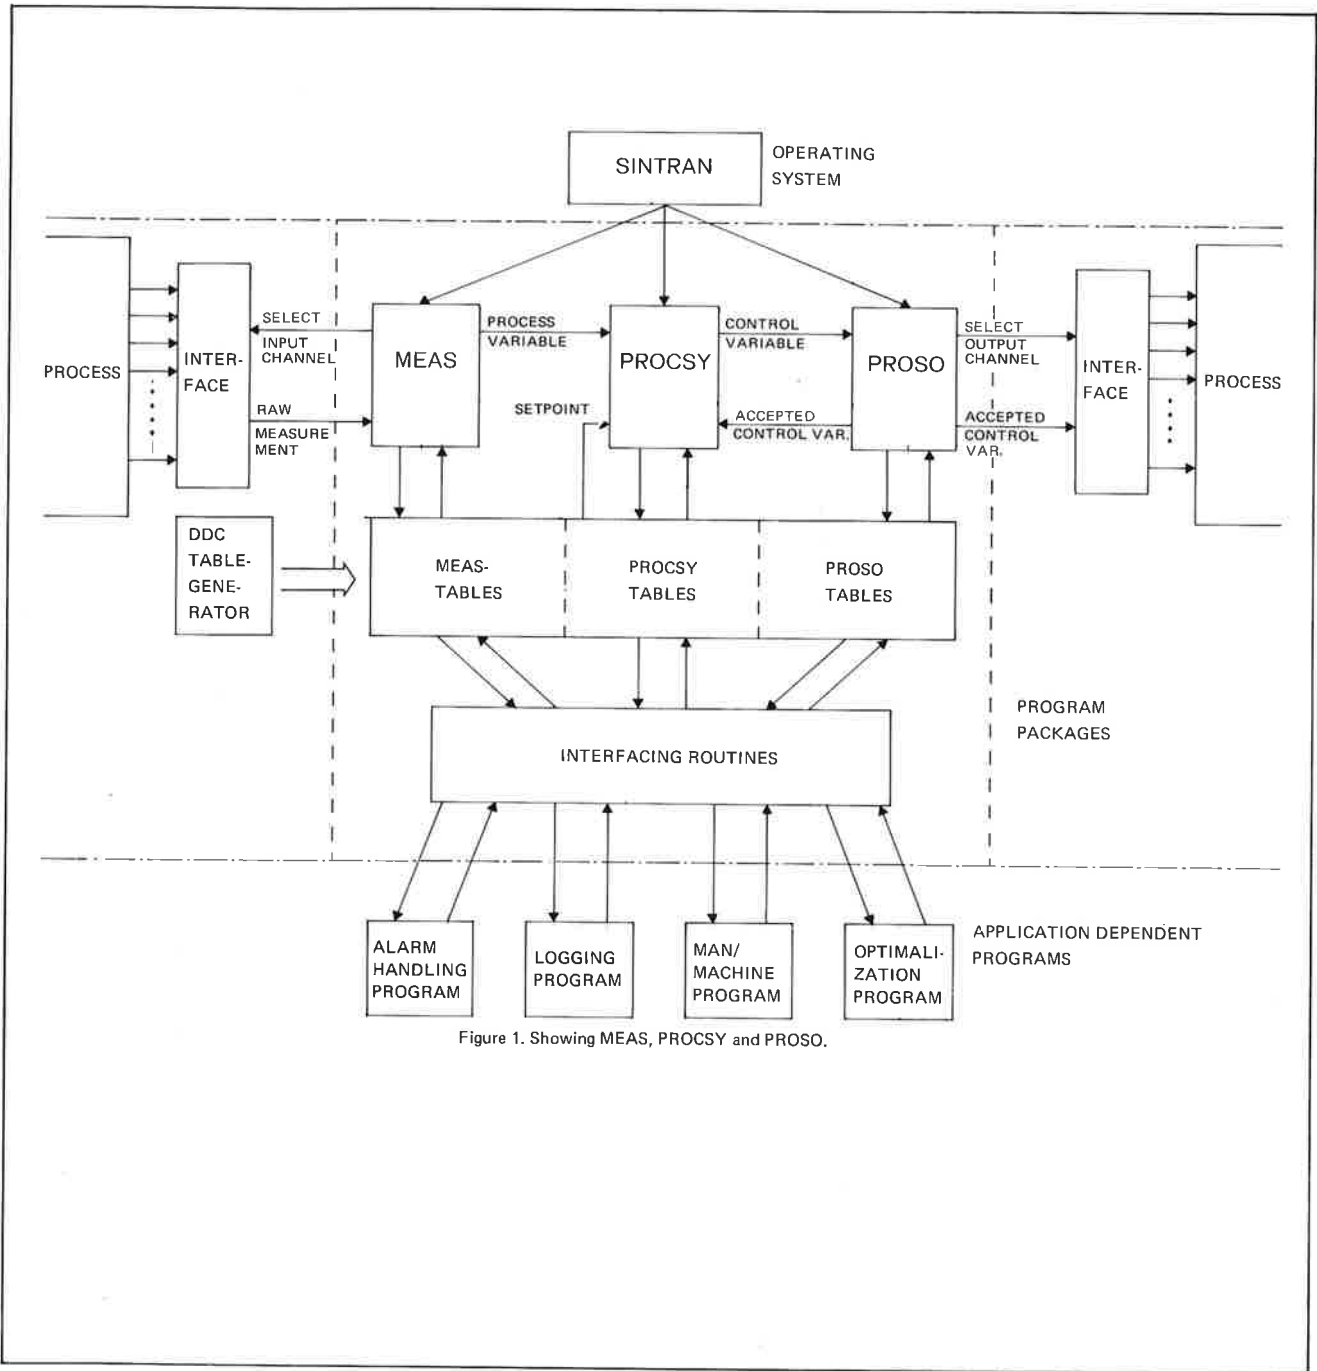 SINTRAN
OPERATING
SYSTEM
PROCESS
INTER-
FACE
SELECT
INPUT
CHANNEL
RAW
MEASURE
MENT
MEAS
PROCESS
VARIABLE
SETPOINT
PROCSY
CONTROL
VARIABLE
ACCEPTED
CONTROL VAR.
PROSO
SELECT
OUTPUT
CHANNEL
ACCEPTED
CONTROL
VAR.
INTER-
FACE
PROCESS
DDC
TABLE-
GENE-
RATOR
MEAS-
TABLES
PROCSY
TABLES
PROSO
TABLES
INTERFACING ROUTINES
PROGRAM
PACKAGES
ALARM
HANDLING
PROGRAM
LOGGING
PROGRAM
MAN/
MACHINE
PROGRAM
OPTIMALI-
ZATION
PROGRAM
APPLICATION DEPENDENT
PROGRAMS
Figure 1. Showing MEAS, PROCSY and PROSO.